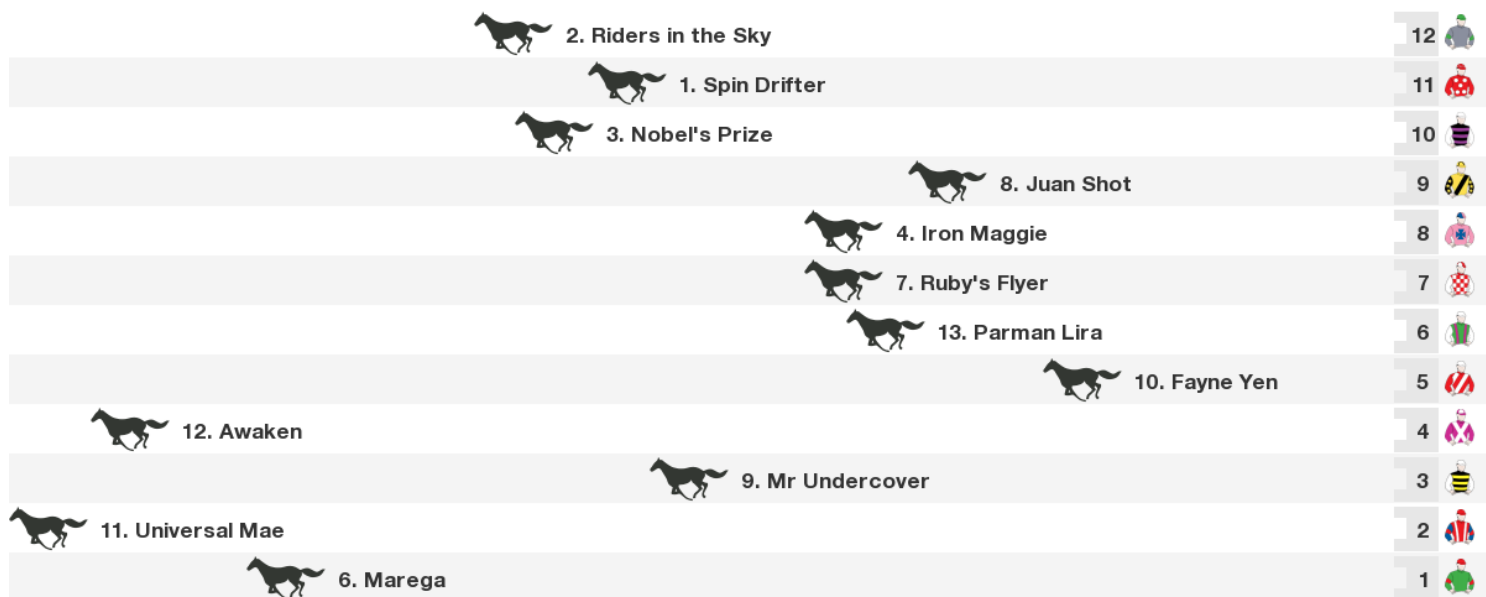 2. Riders in the Sky 12
1. Spin Drifter 11
3. Nobel's Prize 10
8. Juan Shot 9
4. Iron Maggie 8
7. Ruby's Flyer 7
13. Parman Lira 6
10. Fayne Yen 5
12. Awaken 4
9. Mr Undercover 3
11. Universal Mae 2
6. Marega 1